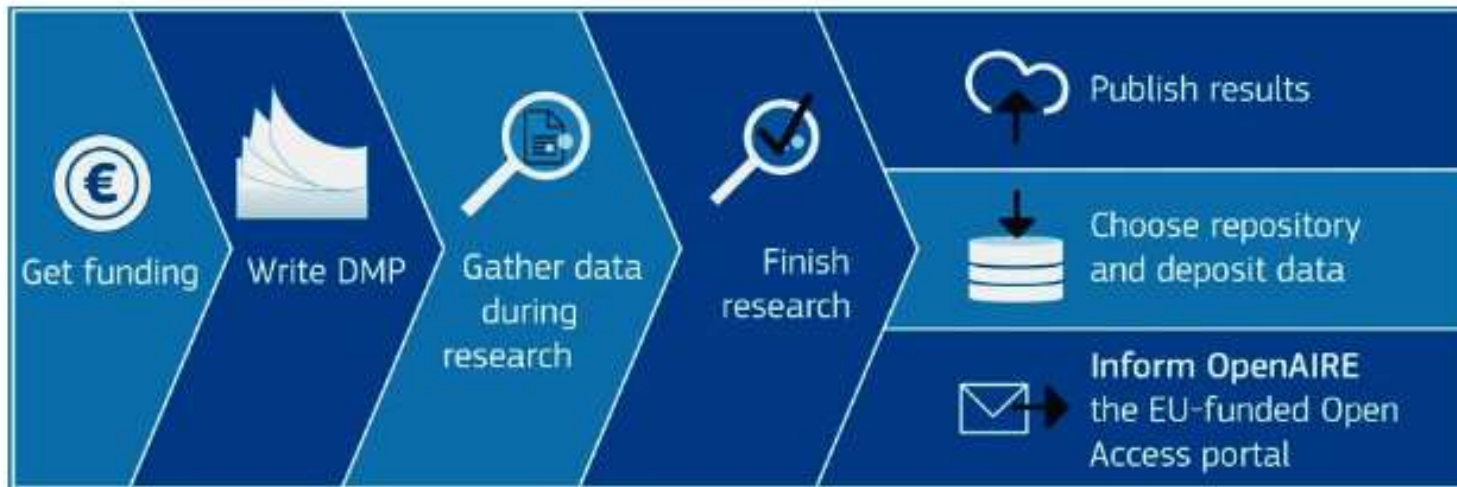 €
Get funding
Write DMP
Gather data
during
research
Finish
research
Publish results
Choose repository
and deposit data
Inform OpenAIRE
the EU-funded Open
Access portal